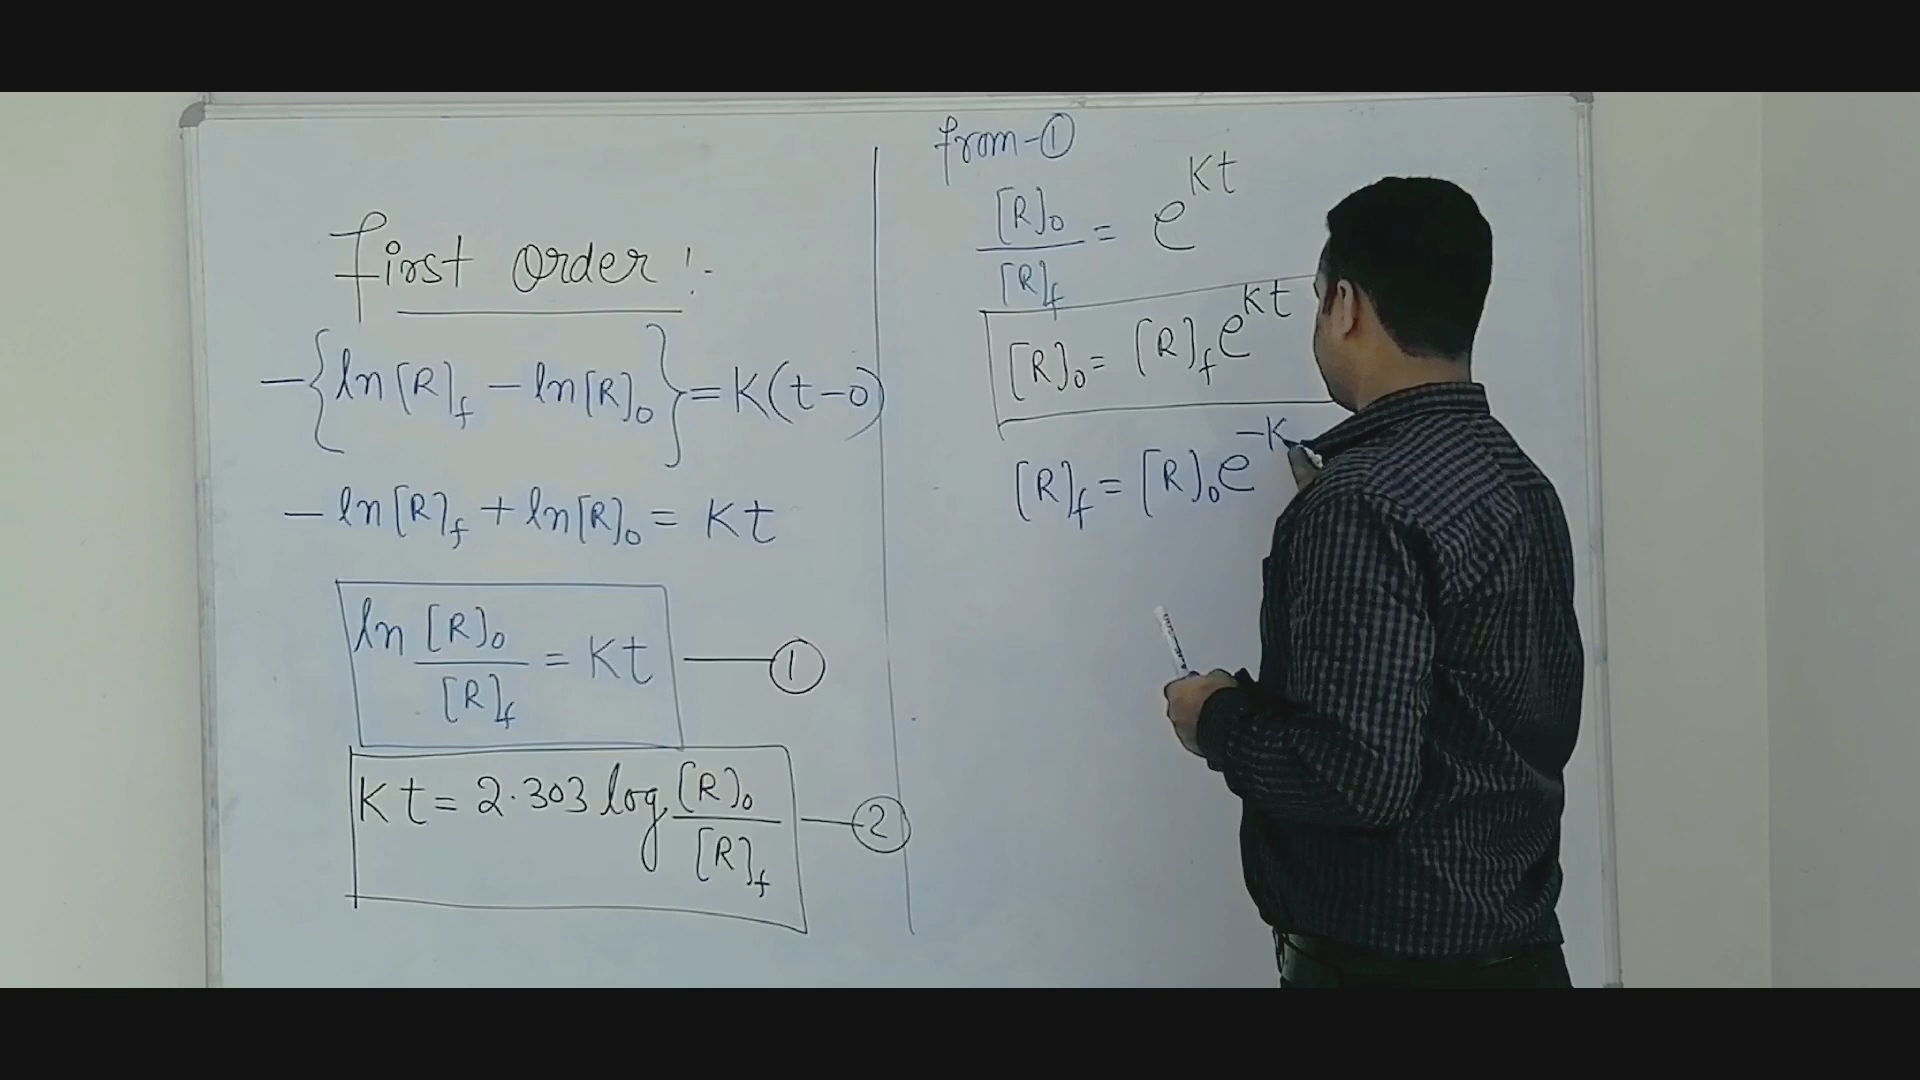 First Order :-
-{ln[R]f - ln[R]0} = K(t-0)
-ln[R]f + ln[R]0 = Kt
ln [R]0/[R]f = Kt —①
Kt = 2.303 log [R]0/[R]f —②
from-①
[R]0/[R]f = e^Kt
[R]0 = [R]f e^Kt
[R]f = [R]0 e^-K